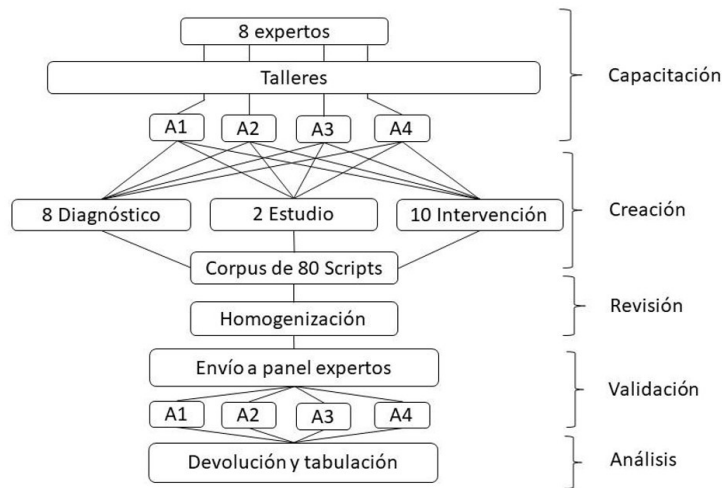 8 expertos
Talleres
Capacitación
A1 A2 A3 A4
8 Diagnóstico 2 Estudio 10 Intervención
Creación
Corpus de 80 Scripts
Homogenización
Revisión
Envío a panel expertos
Validación
A1 A2 A3 A4
Devolución y tabulación
Análisis